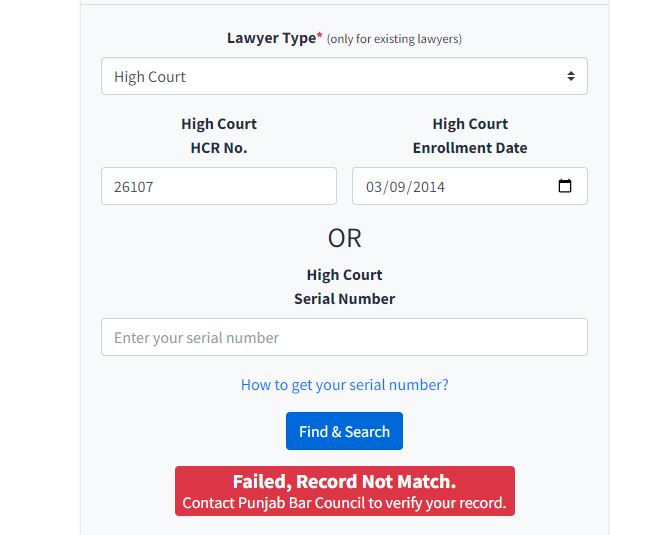 Lawyer Type* (only for existing lawyers)
High Court
High Court
HCR No.
High Court
Enrollment Date
26107
03/09/2014
OR
High Court
Serial Number
Enter your serial number
How to get your serial number?
Find & Search
Failed, Record Not Match.
Contact Punjab Bar Council to verify your record.